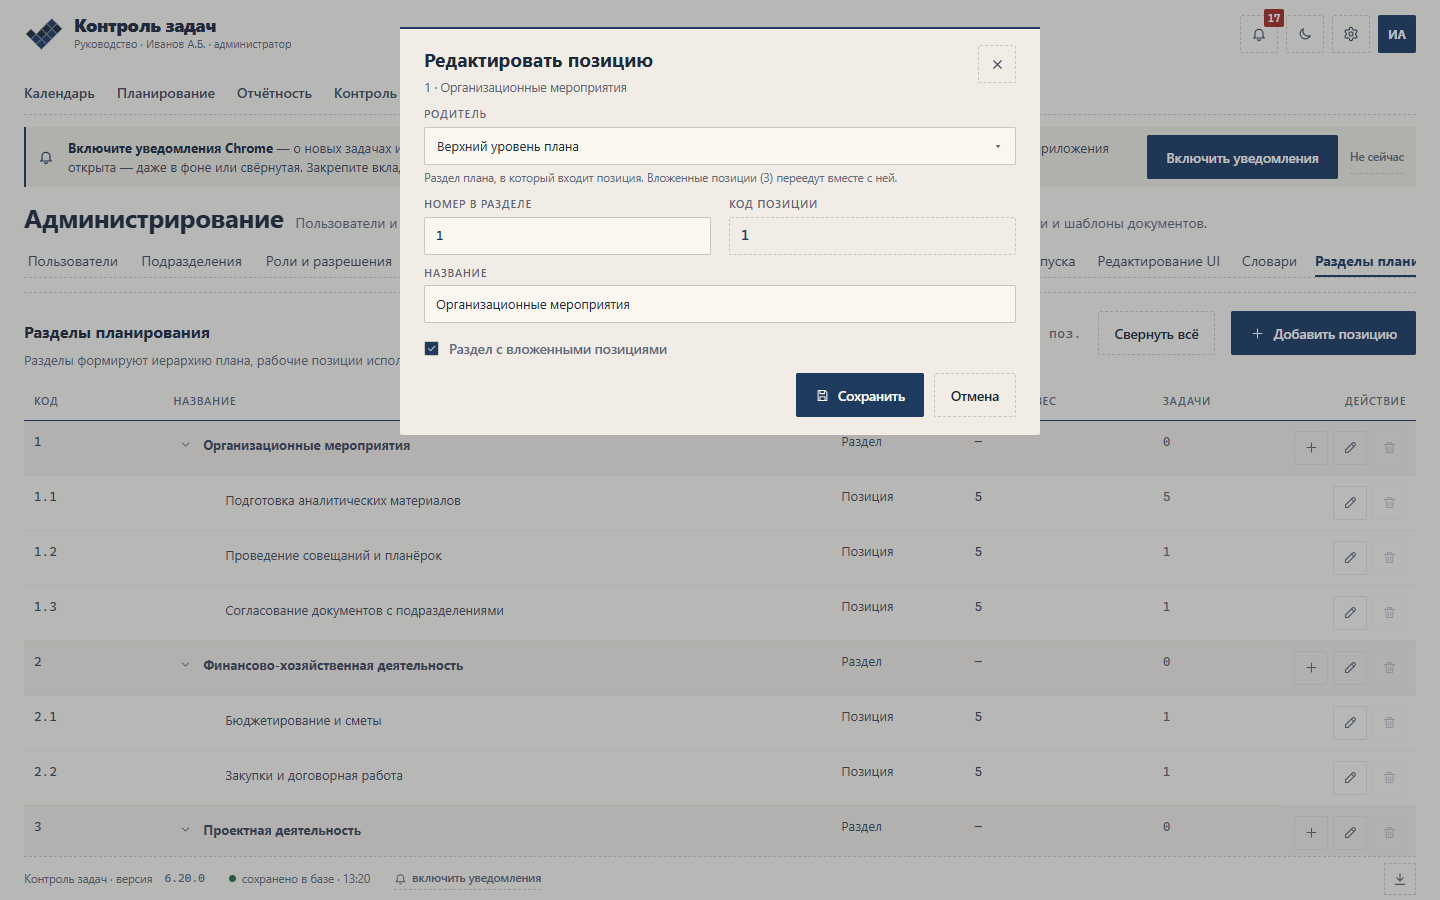 Контроль задач
Руководство · Иванов А.Б. · администратор
17
ИА
Календарь Планирование Отчётность Контроль
Включите уведомления Chrome — о новых задачах и
открыта — даже в фоне или свёрнутая. Закрепите
Включить уведомления
Не сейчас
Администрирование Пользователи и
и и шаблоны документов.
Пользователи Подразделения Роли и разрешения
Редактирование UI Словари Разделы
Разделы планирования
Разделы формируют иерархию плана, рабочие позиции
поз.
Свернуть всё
+ Добавить позицию
Редактировать позицию
1 · Организационные мероприятия
РОДИТЕЛЬ
Верхний уровень плана
Раздел плана, в который входит позиция. Вложенные позиции (3) переедут вместе с ней.
НОМЕР В РАЗДЕЛЕ КОД ПОЗИЦИИ
1 1
НАЗВАНИЕ
Организационные мероприятия
Раздел с вложенными позициями
Сохранить Отмена
КОД НАЗВАНИЕ ЗАДАЧИ ДЕЙСТВИЕ
1 Организационные мероприятия Раздел — 0
1.1 Подготовка аналитических материалов Позиция 5 5
1.2 Проведение совещаний и планёрок Позиция 5 1
1.3 Согласование документов с подразделениями Позиция 5 1
2 Финансово-хозяйственная деятельность Раздел — 0
2.1 Бюджетирование и сметы Позиция 5 1
2.2 Закупки и договорная работа Позиция 5 1
3 Проектная деятельность Раздел — 0
Контроль задач · версия 6.20.0 сохранено в базе · 13:20 включить уведомления